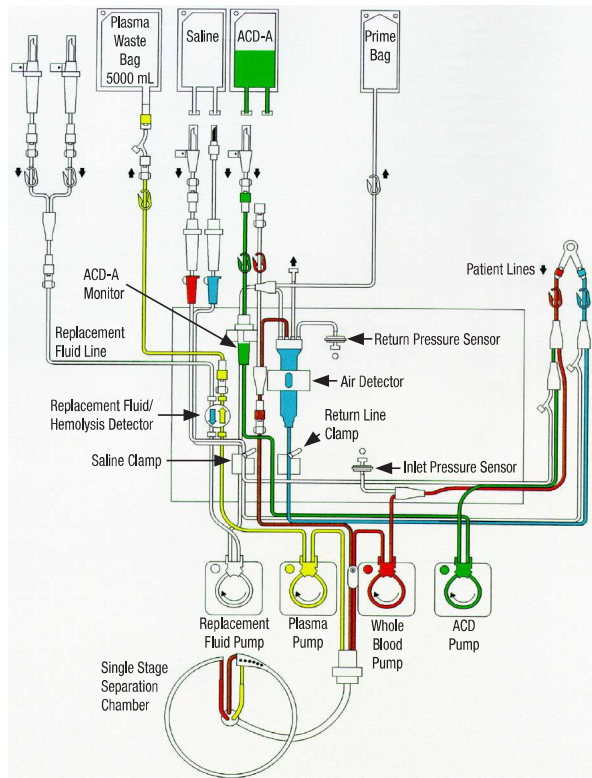 Plasma
Waste
Bag
5000 mL
Saline
ACD-A
Prime
Bag
Patient Lines
ACD-A
Monitor
Replacement
Fluid Line
Return Pressure Sensor
Air Detector
Replacement Fluid/
Hemolysis Detector
Return Line
Clamp
Saline Clamp
Inlet Pressure Sensor
Replacement
Fluid Pump
Plasma
Pump
Whole
Blood
Pump
ACD
Pump
Single Stage
Separation
Chamber